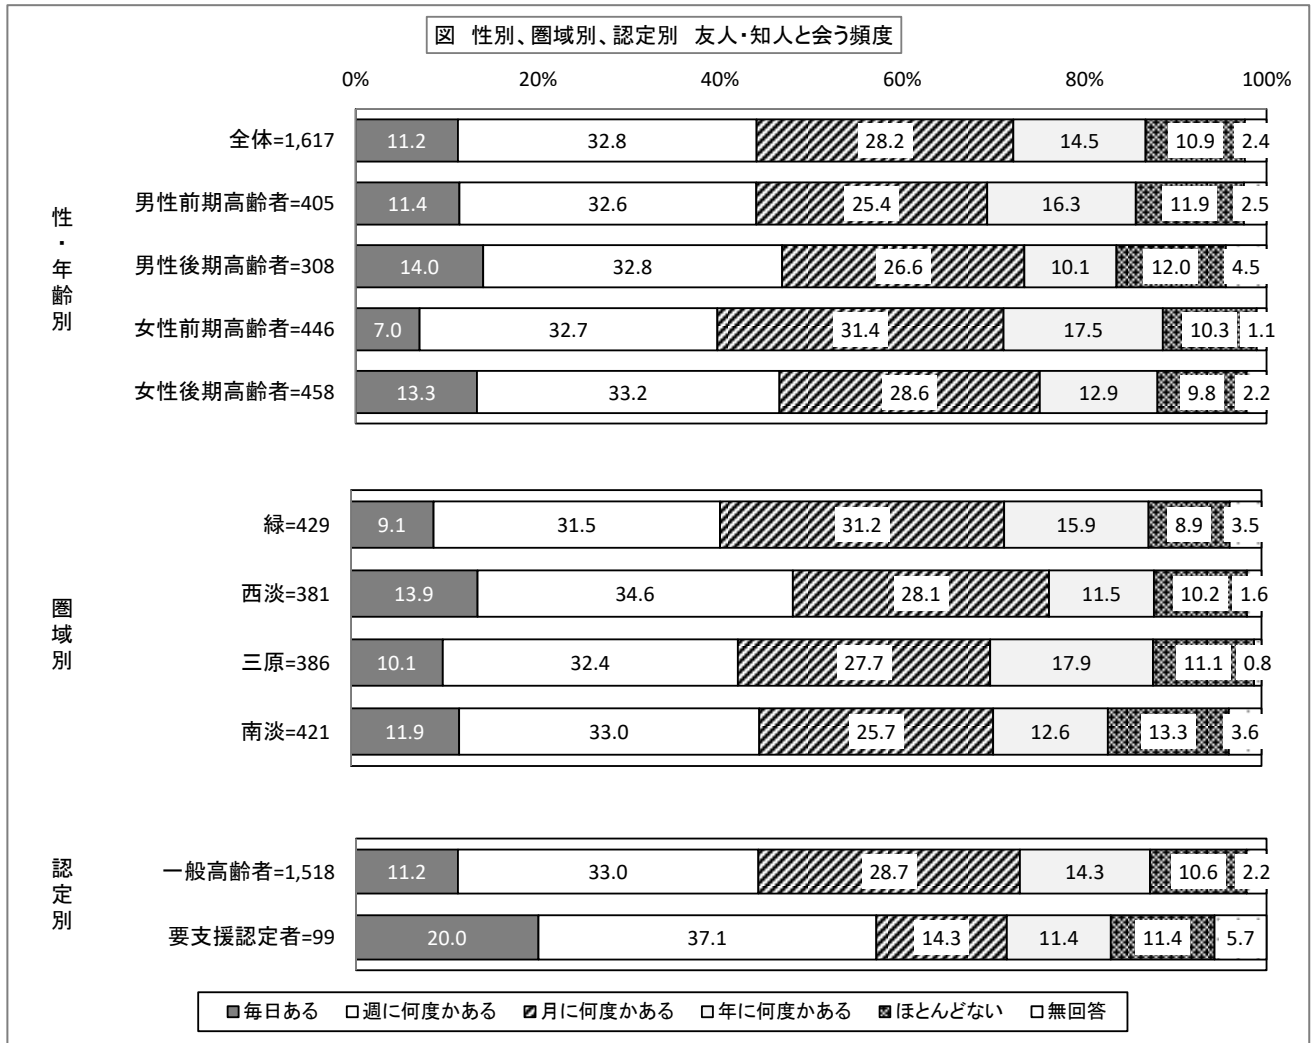 図　性別、圏域別、認定別　友人・知人と会う頻度
0% 20% 40% 60% 80% 100%
性・年齢別
全体=1,617 11.2 32.8 28.2 14.5 10.9 2.4
男性前期高齢者=405 11.4 32.6 25.4 16.3 11.9 2.5
男性後期高齢者=308 14.0 32.8 26.6 10.1 12.0 4.5
女性前期高齢者=446 7.0 32.7 31.4 17.5 10.3 1.1
女性後期高齢者=458 13.3 33.2 28.6 12.9 9.8 2.2
圏域別
緑=429 9.1 31.5 31.2 15.9 8.9 3.5
西淡=381 13.9 34.6 28.1 11.5 10.2 1.6
三原=386 10.1 32.4 27.7 17.9 11.1 0.8
南淡=421 11.9 33.0 25.7 12.6 13.3 3.6
認定別
一般高齢者=1,518 11.2 33.0 28.7 14.3 10.6 2.2
要支援認定者=99 20.0 37.1 14.3 11.4 11.4 5.7
毎日ある 週に何度かある 月に何度かある 年に何度かある ほとんどない 無回答